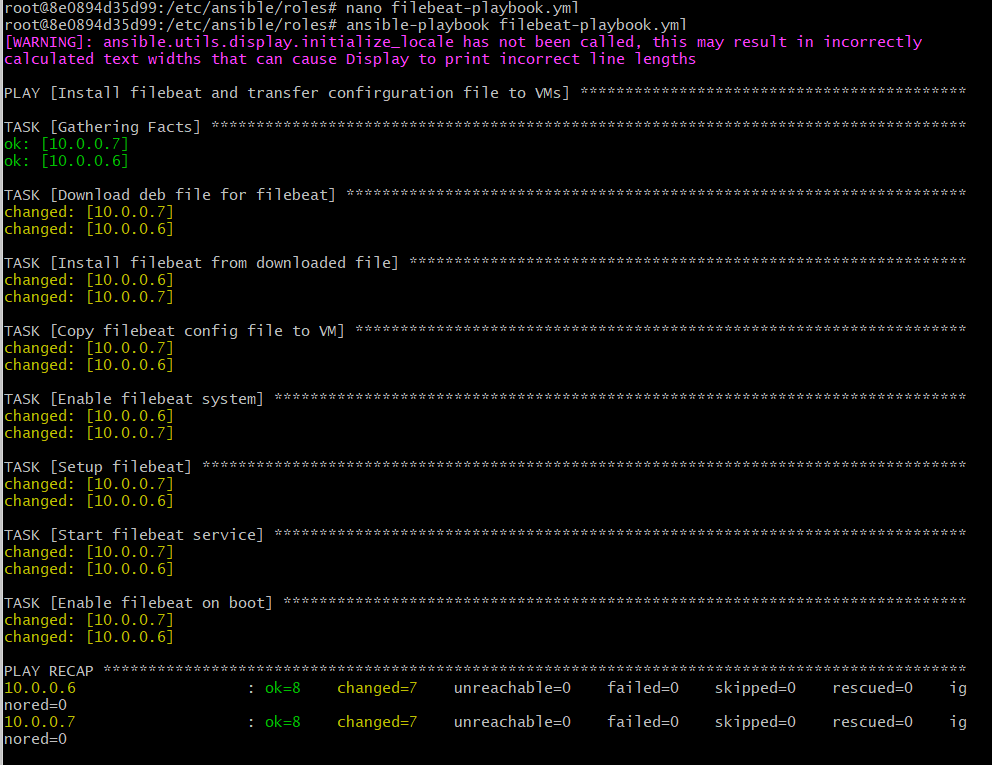 root@8e0894d35d99:/etc/ansible/roles# nano filebeat-playbook.yml
root@8e0894d35d99:/etc/ansible/roles# ansible-playbook filebeat-playbook.yml
[WARNING]: ansible.utils.display.initialize_locale has not been called, this may result in incorrectly
calculated text widths that can cause Display to print incorrect line lengths
PLAY [Install filebeat and transfer confirguration file to VMs] *******************************************
TASK [Gathering Facts] ************************************************************************************
ok: [10.0.0.7]
ok: [10.0.0.6]
TASK [Download deb file for filebeat] *********************************************************************
changed: [10.0.0.7]
changed: [10.0.0.6]
TASK [Install filebeat from downloaded file] **************************************************************
changed: [10.0.0.6]
changed: [10.0.0.7]
TASK [Copy filebeat config file to VM] ********************************************************************
changed: [10.0.0.7]
changed: [10.0.0.6]
TASK [Enable filebeat system] *****************************************************************************
changed: [10.0.0.6]
changed: [10.0.0.7]
TASK [Setup filebeat] *************************************************************************************
changed: [10.0.0.7]
changed: [10.0.0.6]
TASK [Start filebeat service] *****************************************************************************
changed: [10.0.0.7]
changed: [10.0.0.6]
TASK [Enable filebeat on boot] ****************************************************************************
changed: [10.0.0.7]
changed: [10.0.0.6]
PLAY RECAP ************************************************************************************************
10.0.0.6                   : ok=8    changed=7    unreachable=0    failed=0    skipped=0    rescued=0    ig
nored=0
10.0.0.7                   : ok=8    changed=7    unreachable=0    failed=0    skipped=0    rescued=0    ig
nored=0